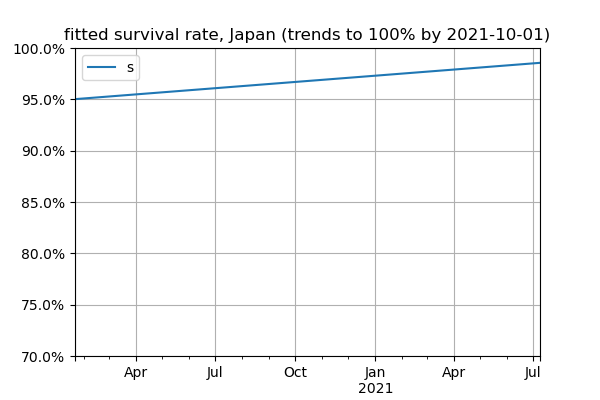 fitted survival rate, Japan (trends to 100% by 2021-10-01)
100.0%
s
95.0%
90.0%
85.0%
80.0%
75.0%
70.0%
Apr Jul Oct Jan Apr Jul
2021